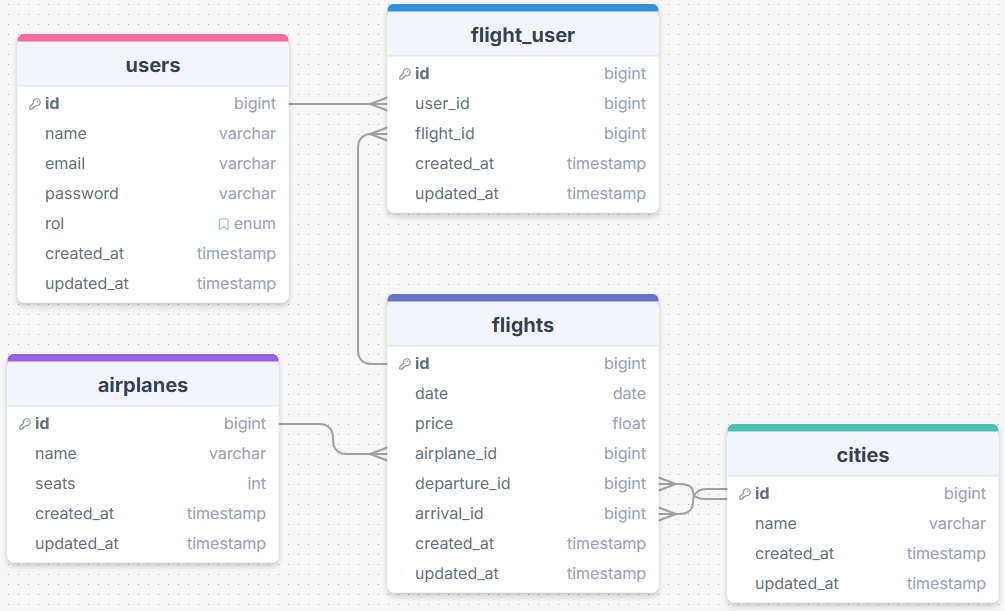 users
id bigint
name varchar
email varchar
password varchar
rol enum
created_at timestamp
updated_at timestamp
flight_user
id bigint
user_id bigint
flight_id bigint
created_at timestamp
updated_at timestamp
airplanes
id bigint
name varchar
seats int
created_at timestamp
updated_at timestamp
flights
id bigint
date date
price float
airplane_id bigint
departure_id bigint
arrival_id bigint
created_at timestamp
updated_at timestamp
cities
id bigint
name varchar
created_at timestamp
updated_at timestamp